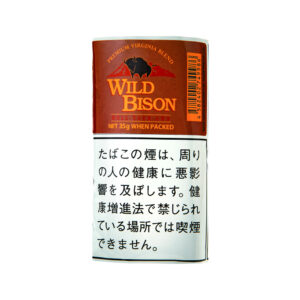 PREMIUM VIRGINIA BLEND
WILD
BISON
NET 35g WHEN PACKED
たばこの煙は、周り
の人の健康に悪影
響を及ぼします。健
康増進法で禁じられ
ている場所では喫煙
できません。